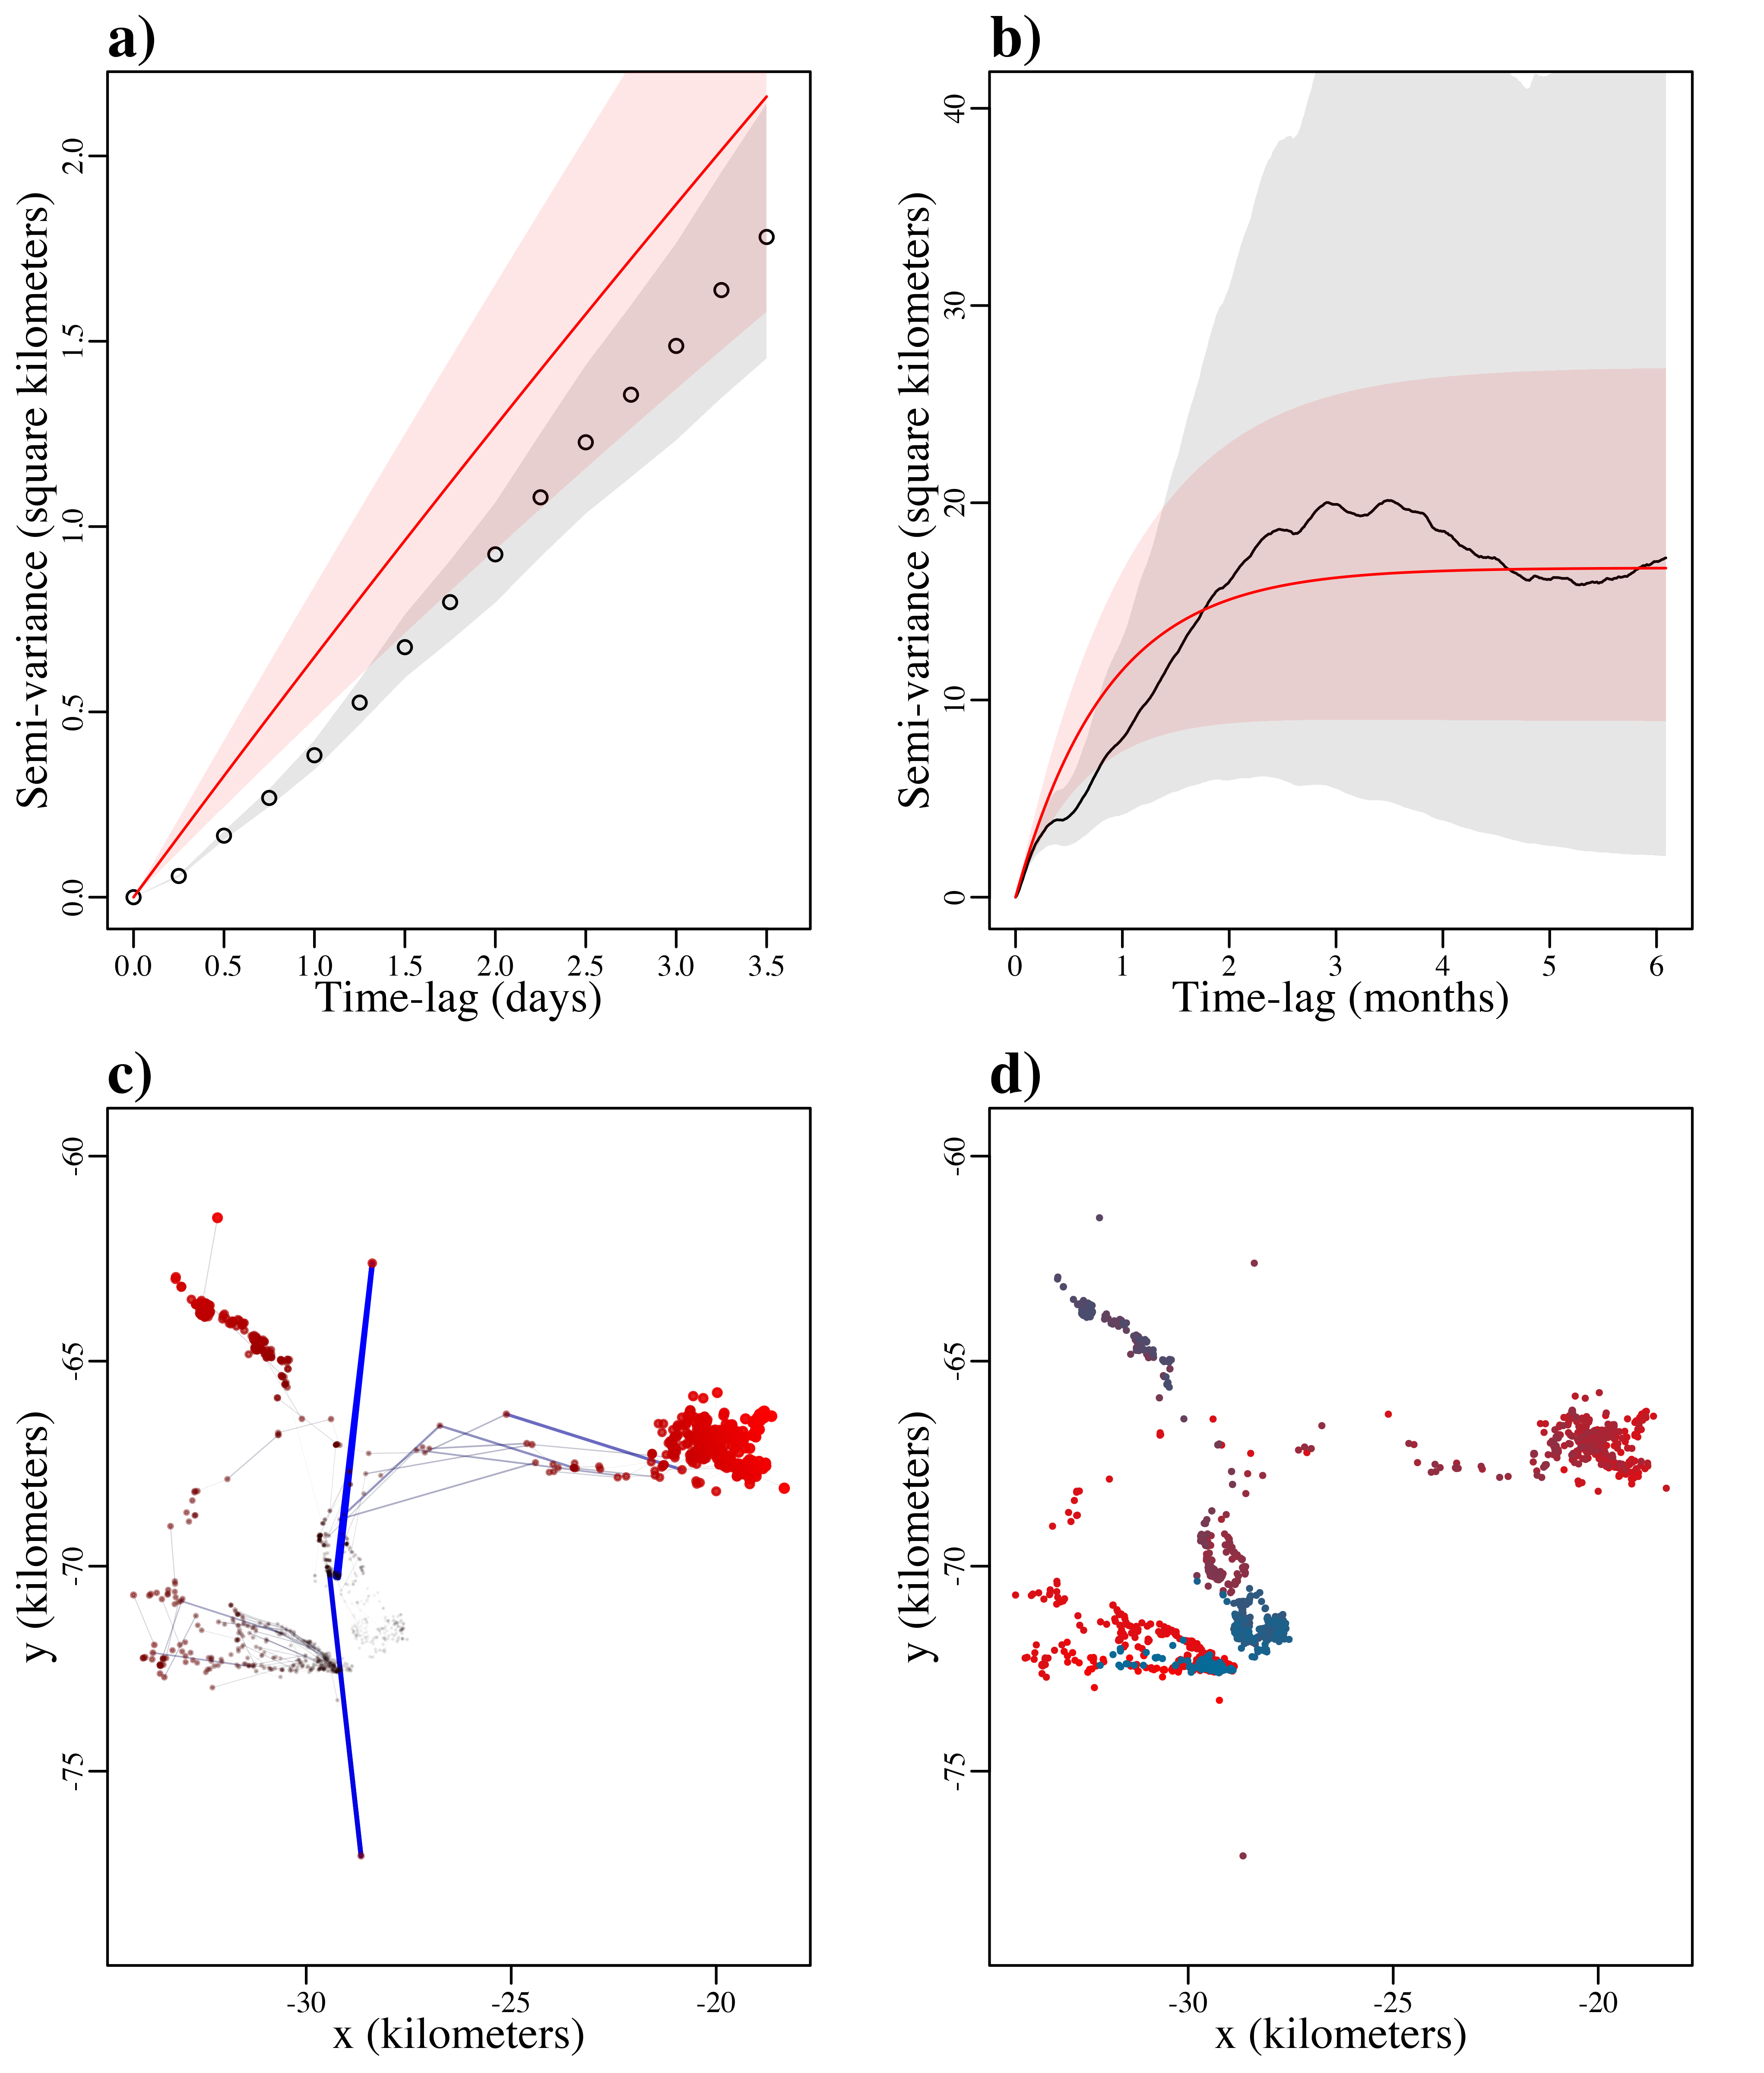 a)
Semi-variance (square kilometers)
0.0 0.5 1.0 1.5 2.0
0.0 0.5 1.0 1.5 2.0 2.5 3.0 3.5
Time-lag (days)
b)
Semi-variance (square kilometers)
0 10 20 30 40
0 1 2 3 4 5 6
Time-lag (months)
c)
y (kilometers)
-75 -70 -65 -60
-30 -25 -20
x (kilometers)
d)
y (kilometers)
-75 -70 -65 -60
-30 -25 -20
x (kilometers)